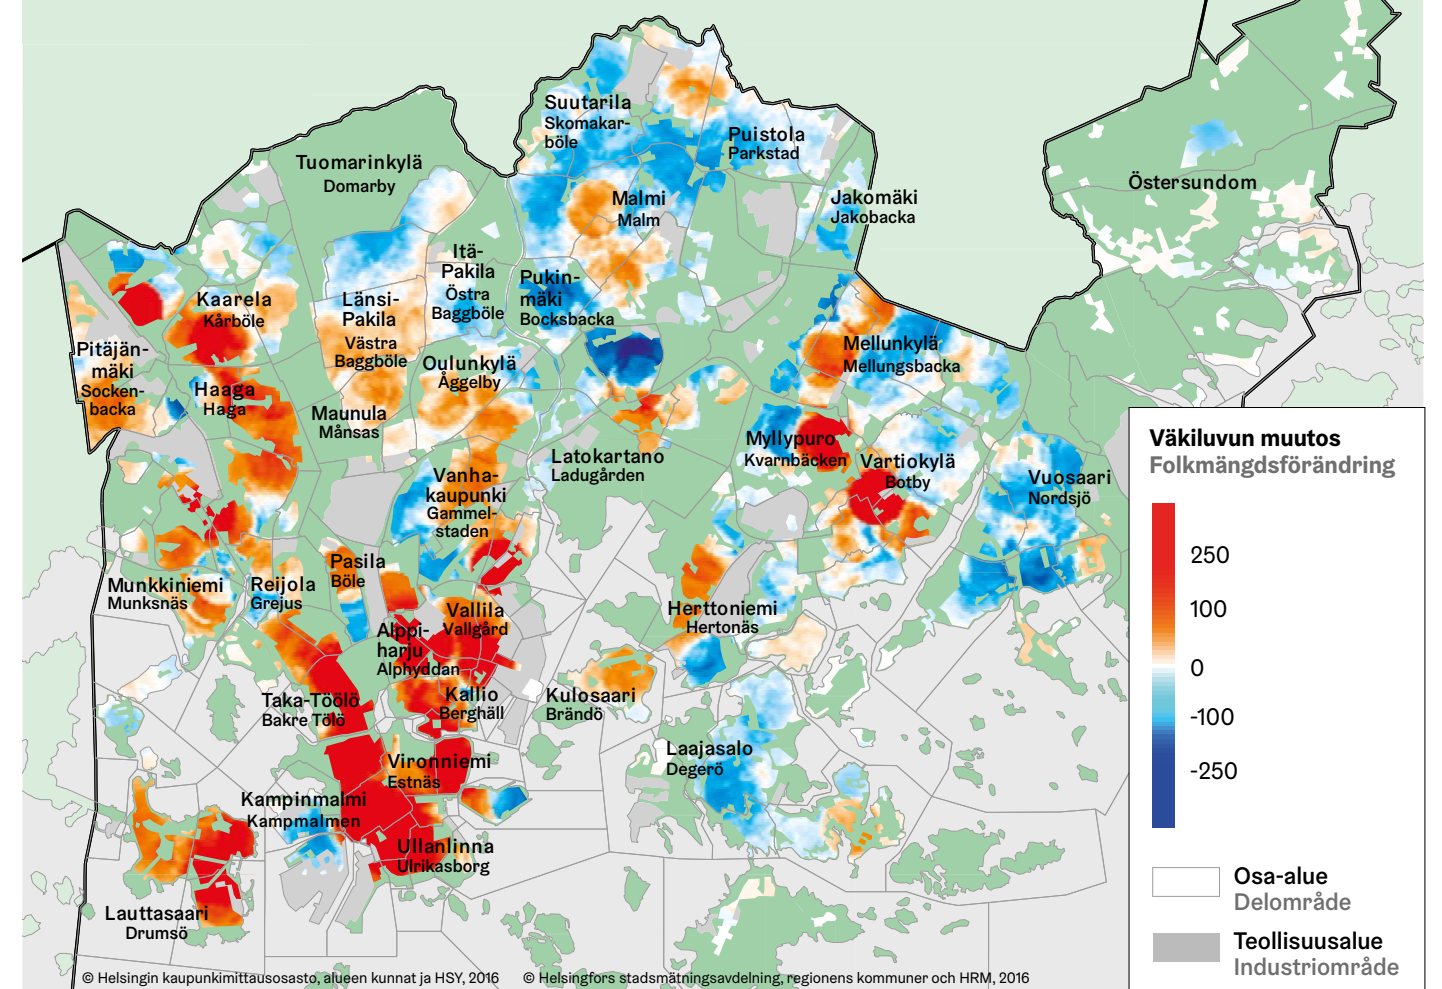 Suutarila
Skomakar-
böle
Puistola
Parkstad
Tuomarinkylä
Domarby
Malmi
Malm
Jakomäki
Jakobacka
Östersundom
Itä-
Pakila
Östra
Baggböle
Pukin-
mäki
Bocksbacka
Kaarela
Kårböle
Länsi-
Pakila
Västra
Baggböle
Pitäjän-
mäki
Socken-
backa
Oulunkylä
Åggelby
Mellunkylä
Mellungsbacka
Haaga
Haga
Maunula
Månsas
Myllypuro
Kvarnbäcken
Latokartano
Ladugården
Vartiokylä
Botby
Vuosaari
Nordsjö
Vanha-
kaupunki
Gammel-
staden
Pasila
Böle
Munkkiniemi
Munksnäs
Reijola
Grejus
Vallila
Vallgård
Herttoniemi
Hertonäs
Alppi-
harju
Alphyddan
Taka-Töölö
Bakre Tölö
Kallio
Berghäll
Kulosaari
Brändö
Vironniemi
Estnäs
Laajasalo
Degerö
Kampinmalmi
Kampmalmen
Ullanlinna
Ulrikasborg
Lauttasaari
Drumsö
Väkiluvun muutos
Folkmängdsförändring
250
100
0
-100
-250
Osa-alue
Delområde
Teollisuusalue
Industriområde
© Helsingin kaupunkimittausosasto, alueen kunnat ja HSY, 2016
© Helsingfors stadsmätningsavdelning, regionens kommuner och HRM, 2016